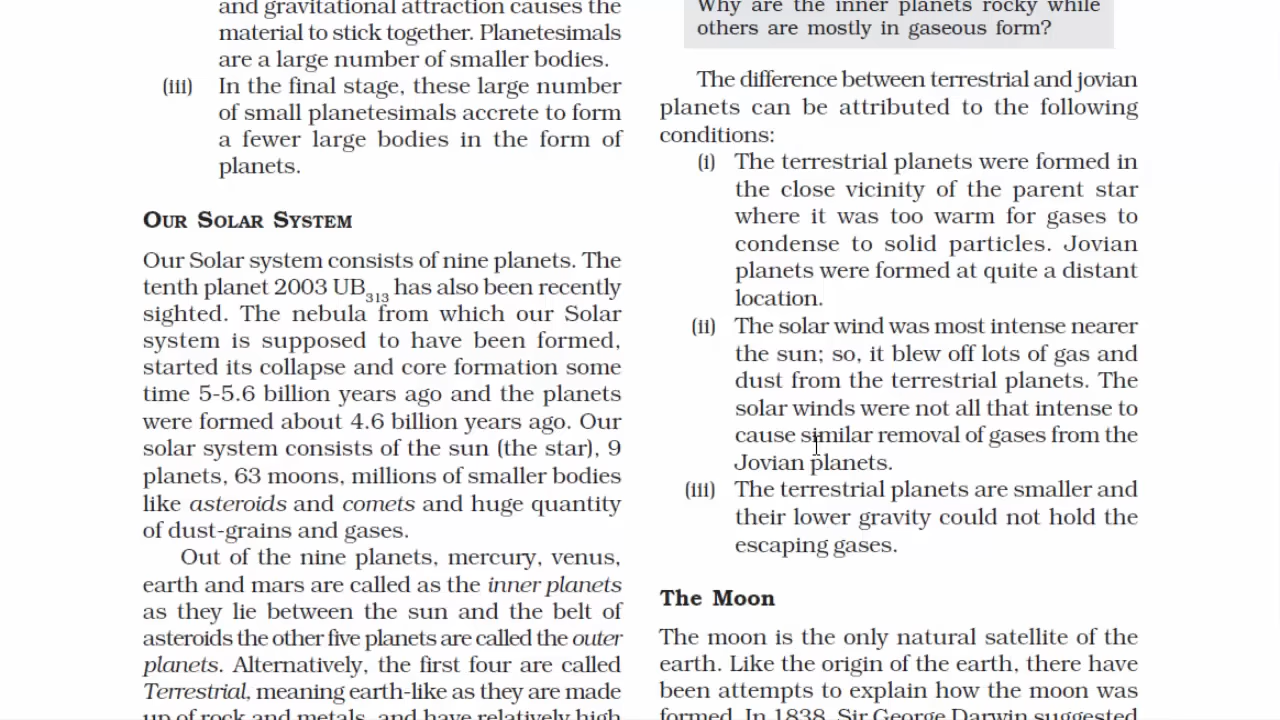 and gravitational attraction causes the
material to stick together. Planetesimals
are a large number of smaller bodies.
(iii) In the final stage, these large number
of small planetesimals accrete to form
a fewer large bodies in the form of
planets.
OUR SOLAR SYSTEM
Our Solar system consists of nine planets. The
tenth planet 2003 UB313 has also been recently
sighted. The nebula from which our Solar
system is supposed to have been formed,
started its collapse and core formation some
time 5-5.6 billion years ago and the planets
were formed about 4.6 billion years ago. Our
solar system consists of the sun (the star), 9
planets, 63 moons, millions of smaller bodies
like asteroids and comets and huge quantity
of dust-grains and gases.
Out of the nine planets, mercury, venus,
earth and mars are called as the inner planets
as they lie between the sun and the belt of
asteroids the other five planets are called the outer
planets. Alternatively, the first four are called
Terrestrial, meaning earth-like as they are made
up of rock and metals, and have relatively high
Why are the inner planets rocky while
others are mostly in gaseous form?
The difference between terrestrial and jovian
planets can be attributed to the following
conditions:
(i) The terrestrial planets were formed in
the close vicinity of the parent star
where it was too warm for gases to
condense to solid particles. Jovian
planets were formed at quite a distant
location.
(ii) The solar wind was most intense nearer
the sun; so, it blew off lots of gas and
dust from the terrestrial planets. The
solar winds were not all that intense to
cause similar removal of gases from the
Jovian planets.
(iii) The terrestrial planets are smaller and
their lower gravity could not hold the
escaping gases.
The Moon
The moon is the only natural satellite of the
earth. Like the origin of the earth, there have
been attempts to explain how the moon was
formed. In 1838, Sir George Darwin suggested